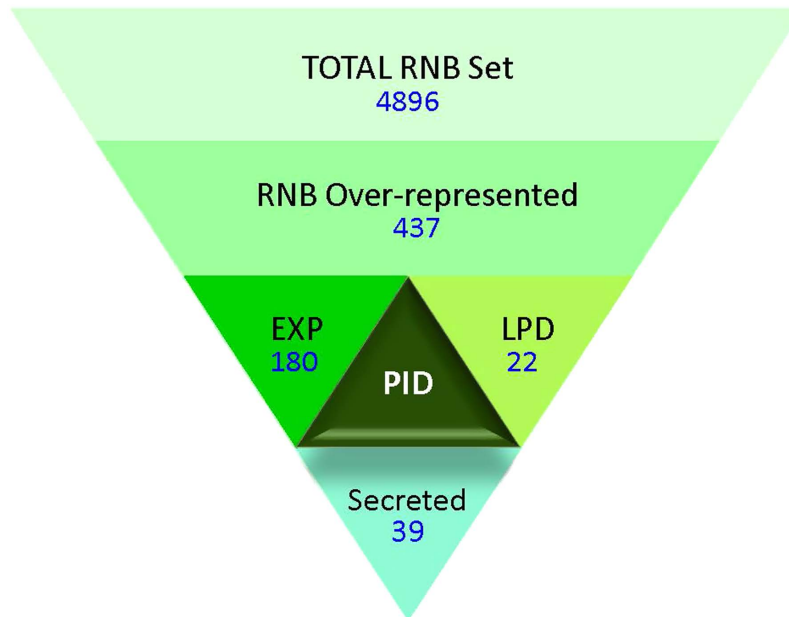 TOTAL RNB Set
4896
RNB Over-represented
437
EXP
180
LPD
22
PID
Secreted
39